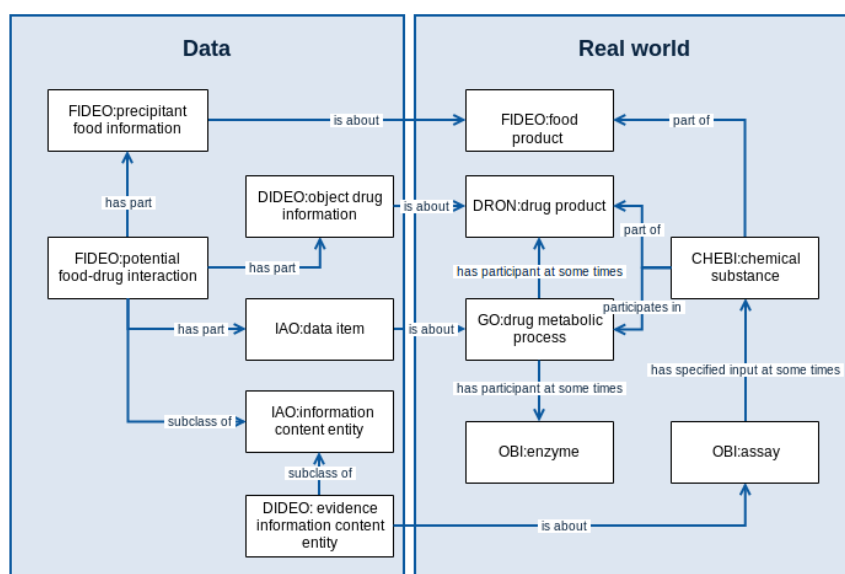 Data
Real world
FIDEO:precipitant
food information
is about
FIDEO:food
product
part of
has part
DIDEO:object drug
information
is about
DRON:drug product
part of
FIDEO:potential
food-drug interaction
has part
has participant at some times
CHEBI:chemical
substance
participates in
has part
IAO:data item
is about
GO:drug metabolic
process
has specified input at some times
has participant at some times
subclass of
IAO:information
content entity
OBI:enzyme
OBI:assay
subclass of
DIDEO: evidence
information content
entity
is about